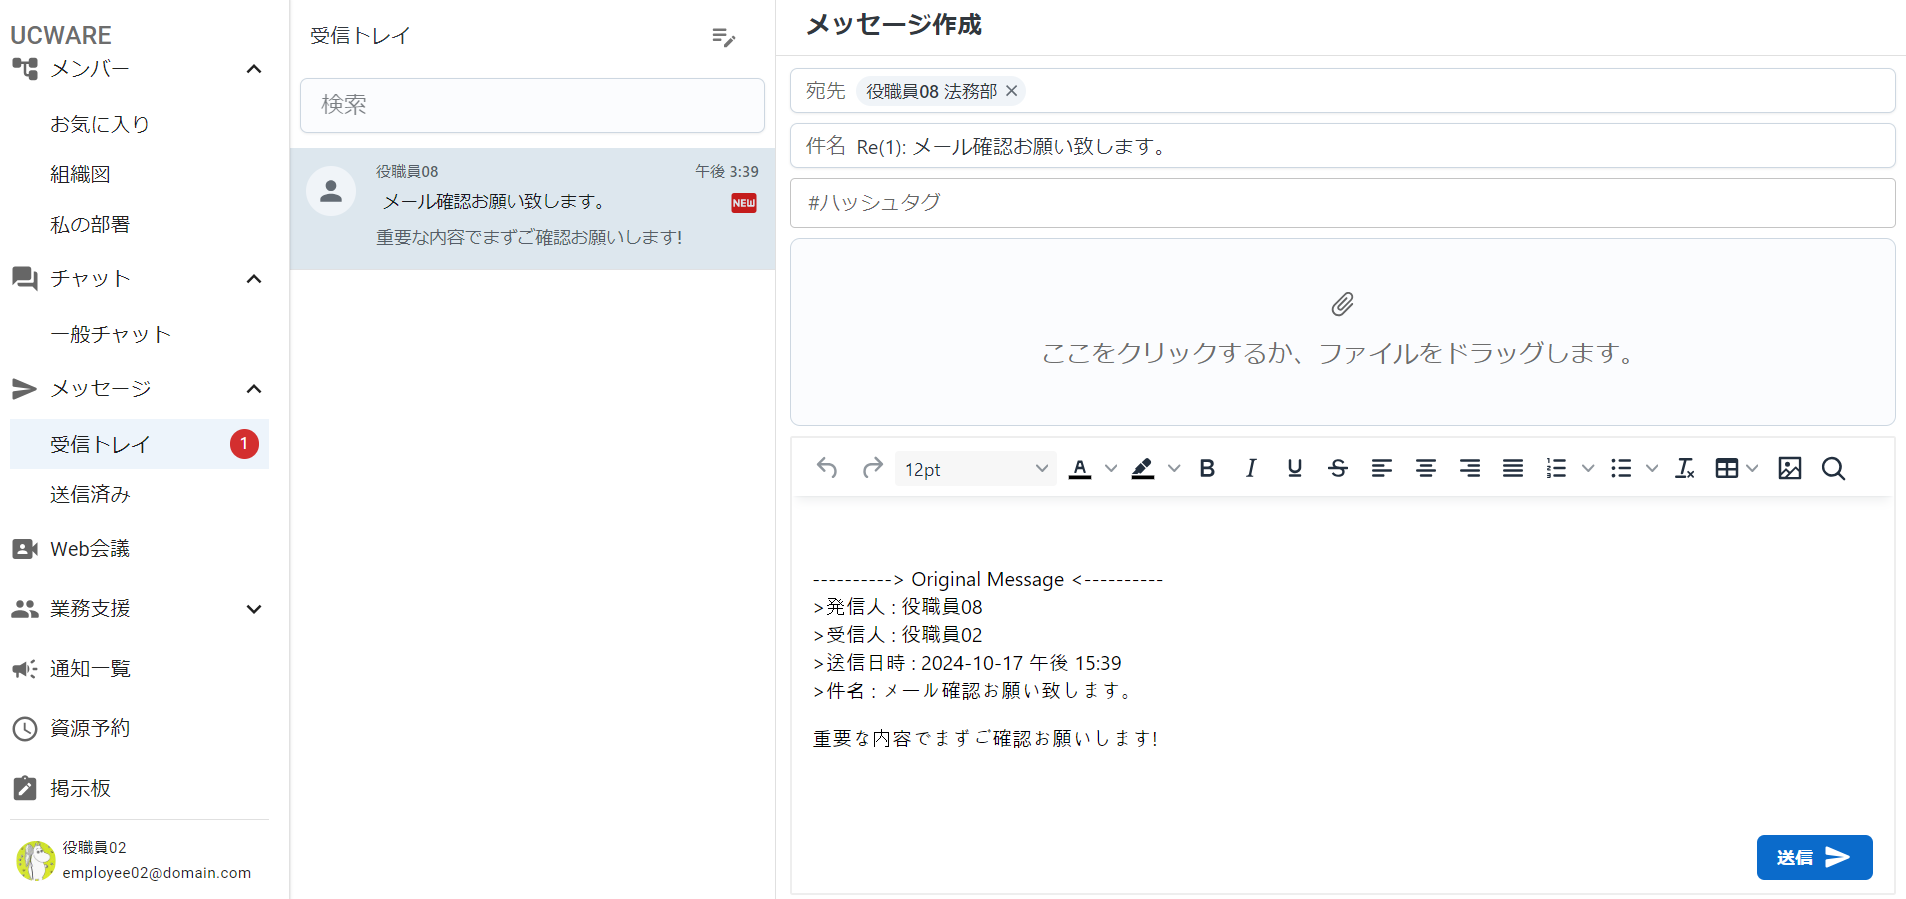 UCWARE
メンバー
お気に入り
組織図
私の部署
チャット
一般チャット
メッセージ
受信トレイ
1
送信済み
Web会議
業務支援
通知一覧
資源予約
掲示板
役職員02
employee02@domain.com
受信トレイ
検索
役職員08
午後 3:39
メール確認お願い致します。
NEW
重要な内容でまずご確認お願いします!
メッセージ作成
宛先 役職員08 法務部
件名 Re(1): メール確認お願い致します。
#ハッシュタグ
ここをクリックするか、ファイルをドラッグします。
12pt
----------> Original Message <----------
>発信人 : 役職員08
>受信人 : 役職員02
>送信日時 : 2024-10-17 午後 15:39
>件名 : メール確認お願い致します。
重要な内容でまずご確認お願いします!
送信